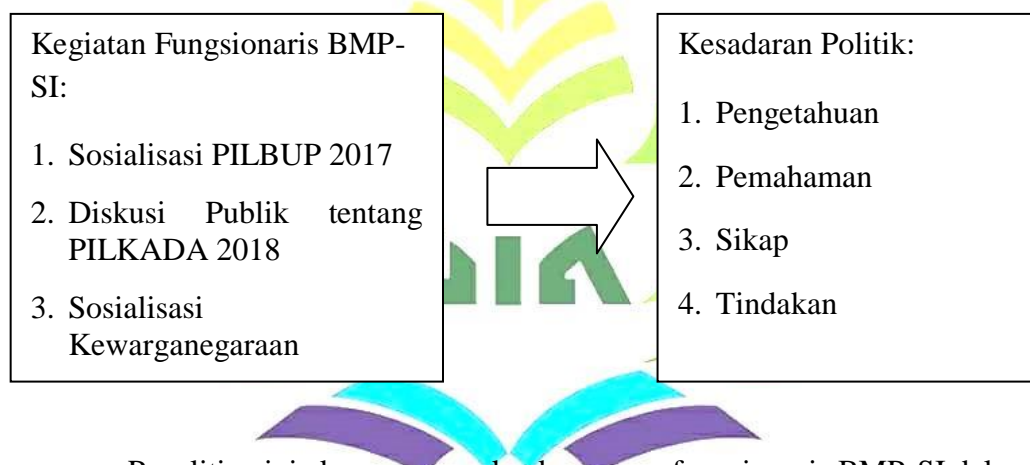 Kegiatan Fungsionaris BMP-
SI:
1. Sosialisasi PILBUP 2017
2. Diskusi Publik tentang
PILKADA 2018
3. Sosialisasi
Kewarganegaraan
Kesadaran Politik:
1. Pengetahuan
2. Pemahaman
3. Sikap
4. Tindakan